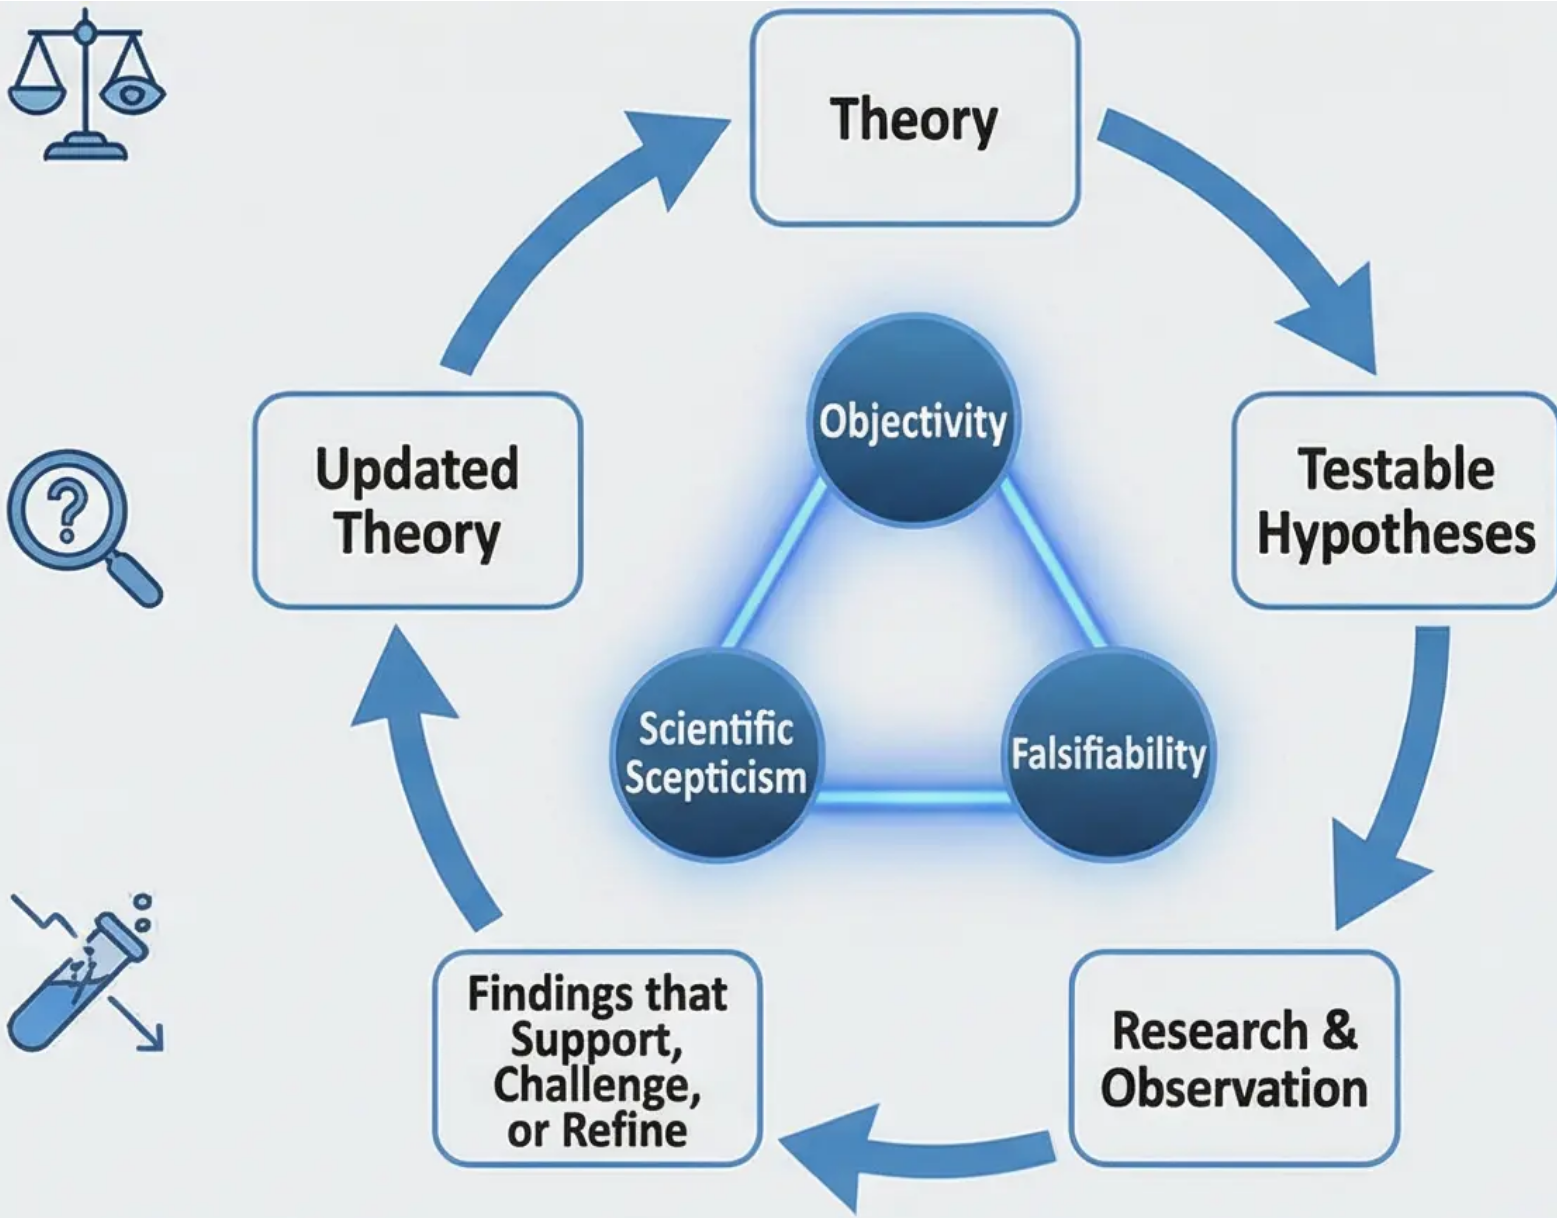 Theory
Objectivity
Updated
Theory
Testable
Hypotheses
?
Scientific
Scepticism
Falsifiability
Findings that
Support,
Challenge,
or Refine
Research &
Observation